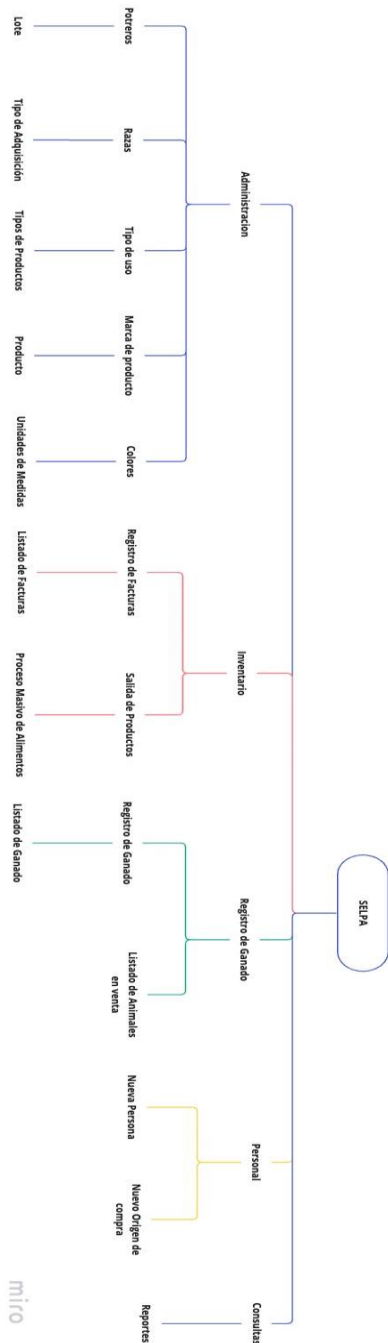 SELPA
Administracion
Inventario
Registro de Ganado
Personal
Consultas
Potreros
Razas
Tipo de uso
Marca de producto
Colores
Registro de Facturas
Salida de Productos
Registro de Ganado
Listado de Animales
en venta
Nueva Persona
Nuevo Origen de
compra
Reportes
Lote
Tipo de Adquisición
Tipos de Productos
Producto
Unidades de Medidas
Listado de Facturas
Proceso Masivo de Alimentos
Listado de Ganado
miro